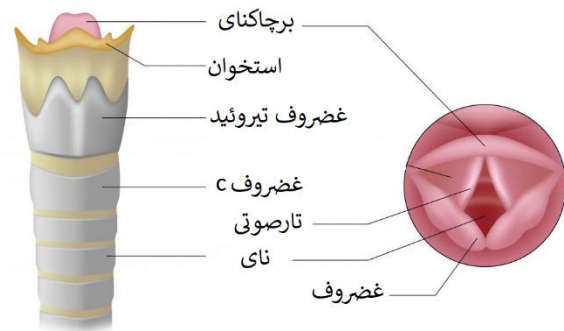 برچاکنای
استخوان
غضروف تیروئید
غضروف c
تارصوتی
نای
غضروف